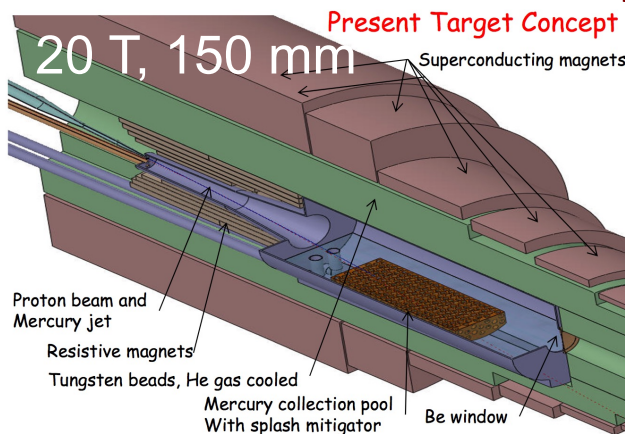 Present Target Concept
20 T, 150 mm
Superconducting magnets
Proton beam and
Mercury jet
Resistive magnets
Tungsten beads, He gas cooled
Mercury collection pool
With splash mitigator
Be window